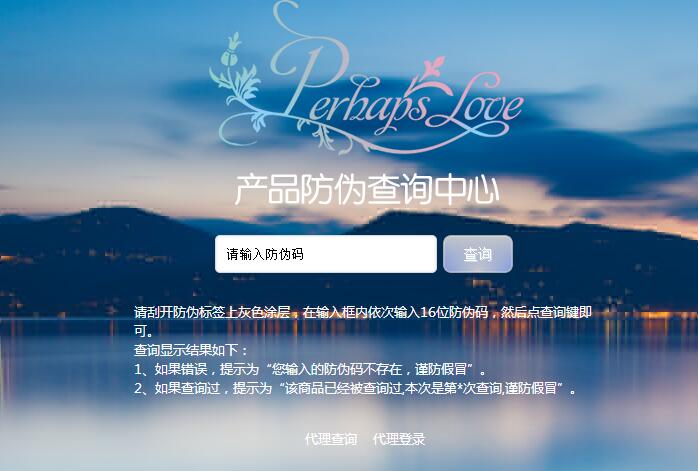 Perhaps Love
产品防伪查询中心
请输入防伪码 查询
请刮开防伪标签上灰色涂层，在输入框内依次输入16位防伪码，然后点查询键即
可。
查询显示结果如下：
1、如果错误，提示为“您输入的防伪码不存在，谨防假冒”。
2、如果查询过，提示为“该商品已经被查询过,本次是第*次查询,谨防假冒”。
代理查询 代理登录